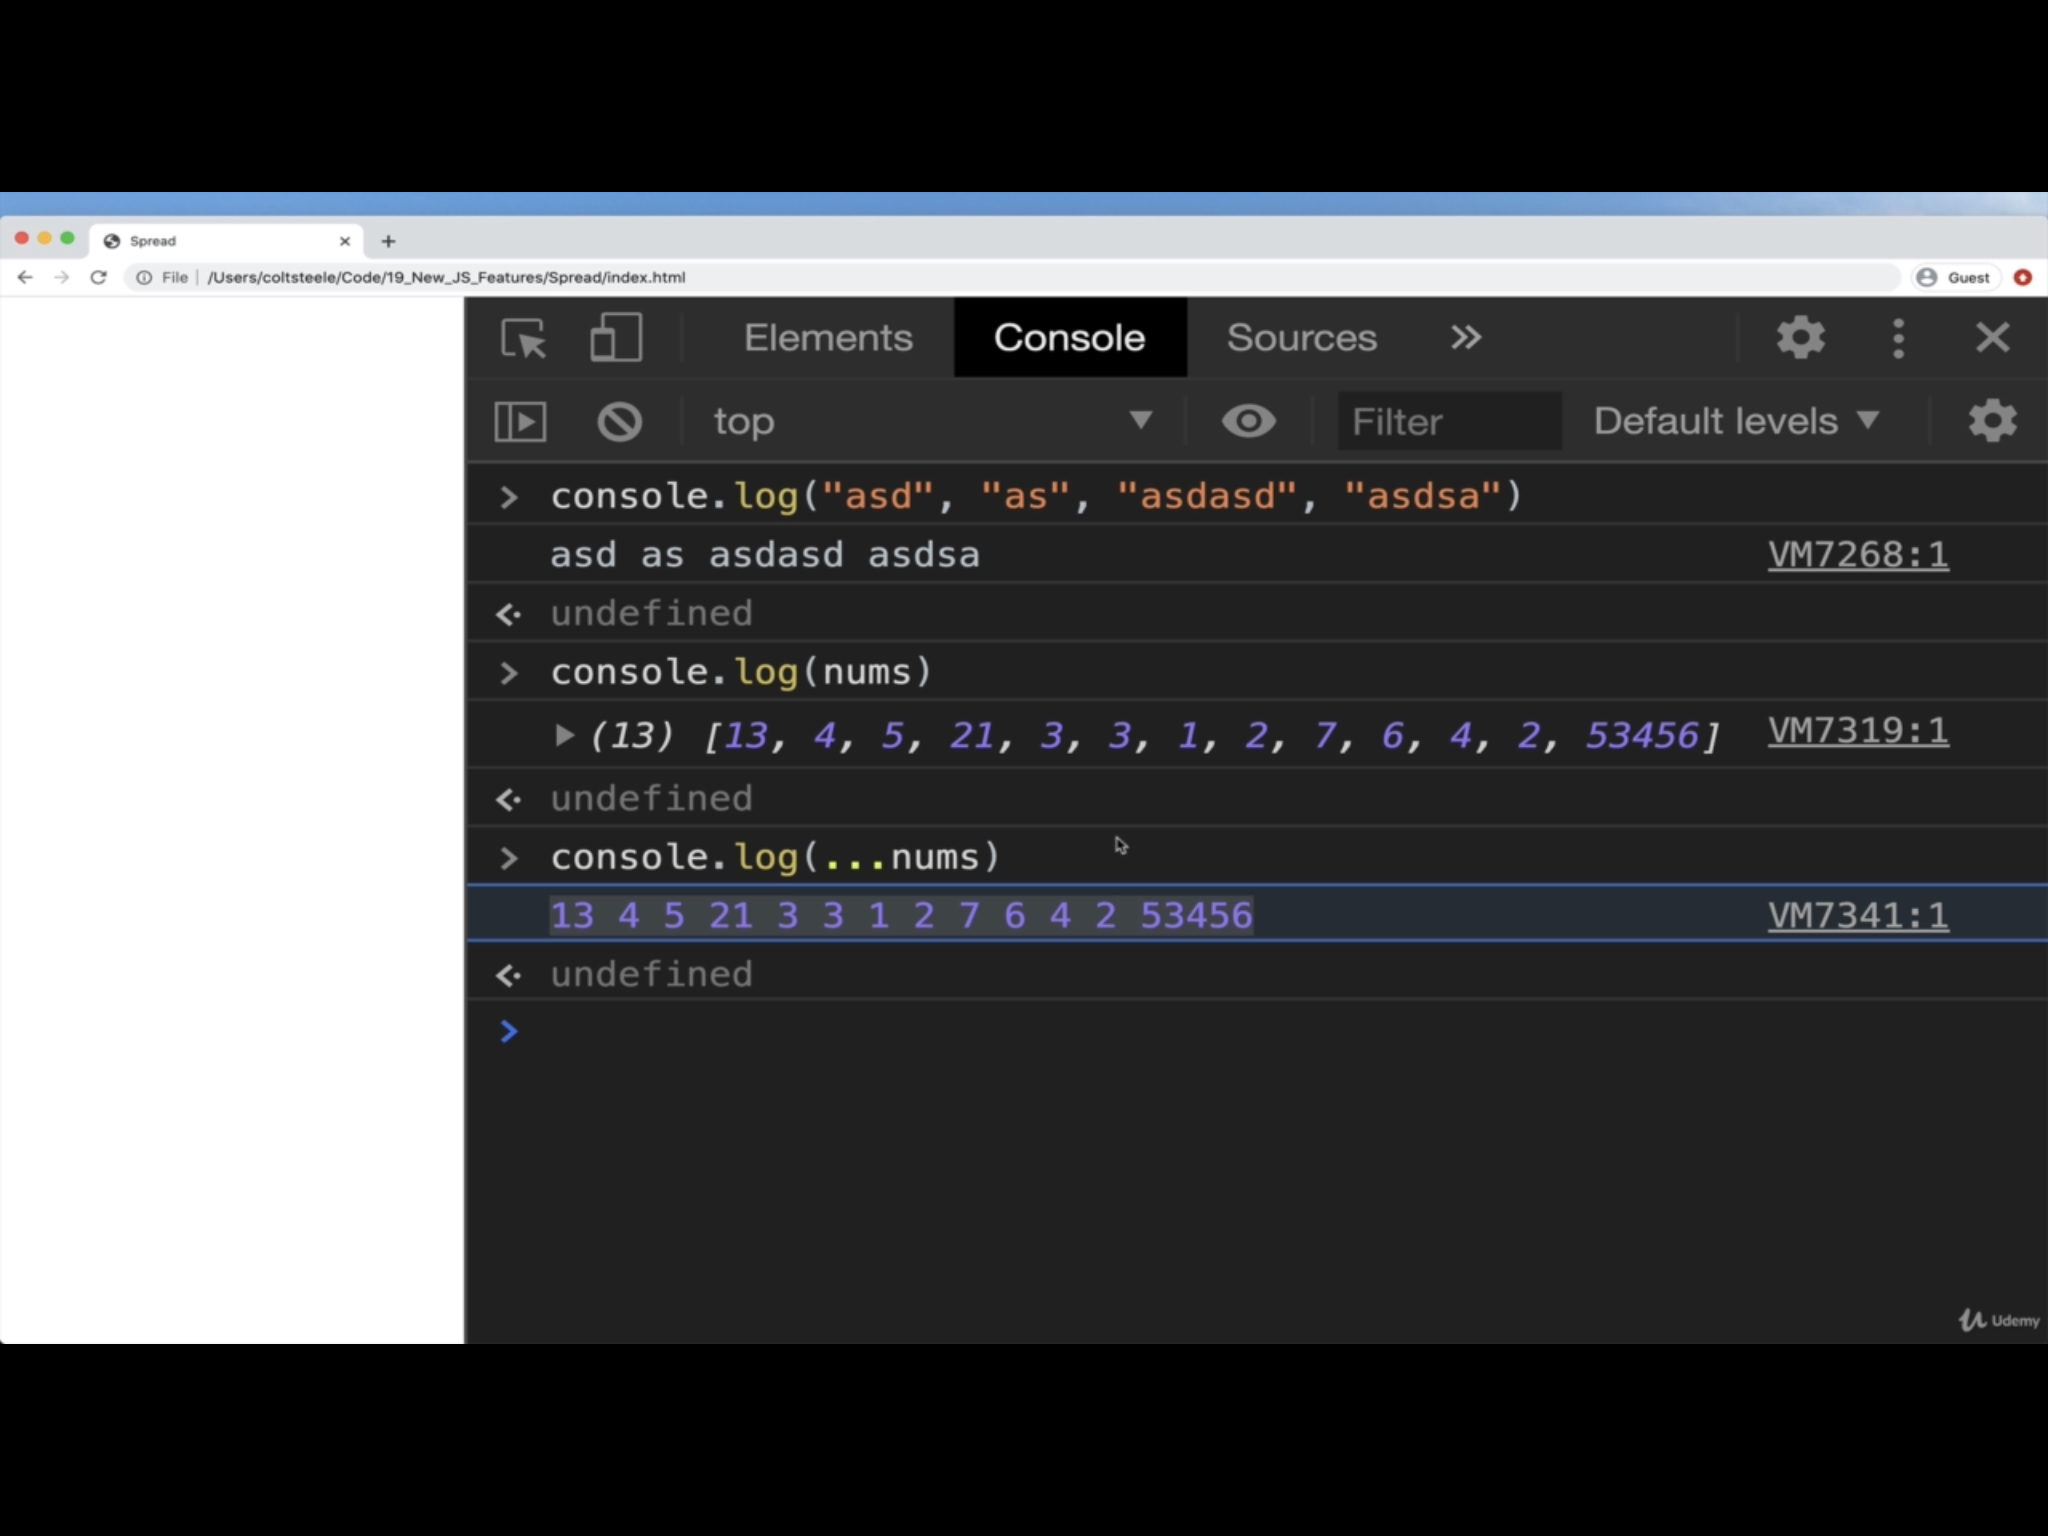 Spread
File | /Users/coltsteele/Code/19_New_JS_Features/Spread/index.html
Guest
Elements Console Sources
top Filter Default levels
> console.log("asd", "as", "asdasd", "asdsa")
asd as asdasd asdsa VM7268:1
undefined
> console.log(nums)
(13) [13, 4, 5, 21, 3, 3, 1, 2, 7, 6, 4, 2, 53456] VM7319:1
undefined
> console.log(...nums)
13 4 5 21 3 3 1 2 7 6 4 2 53456 VM7341:1
undefined
>
Udemy